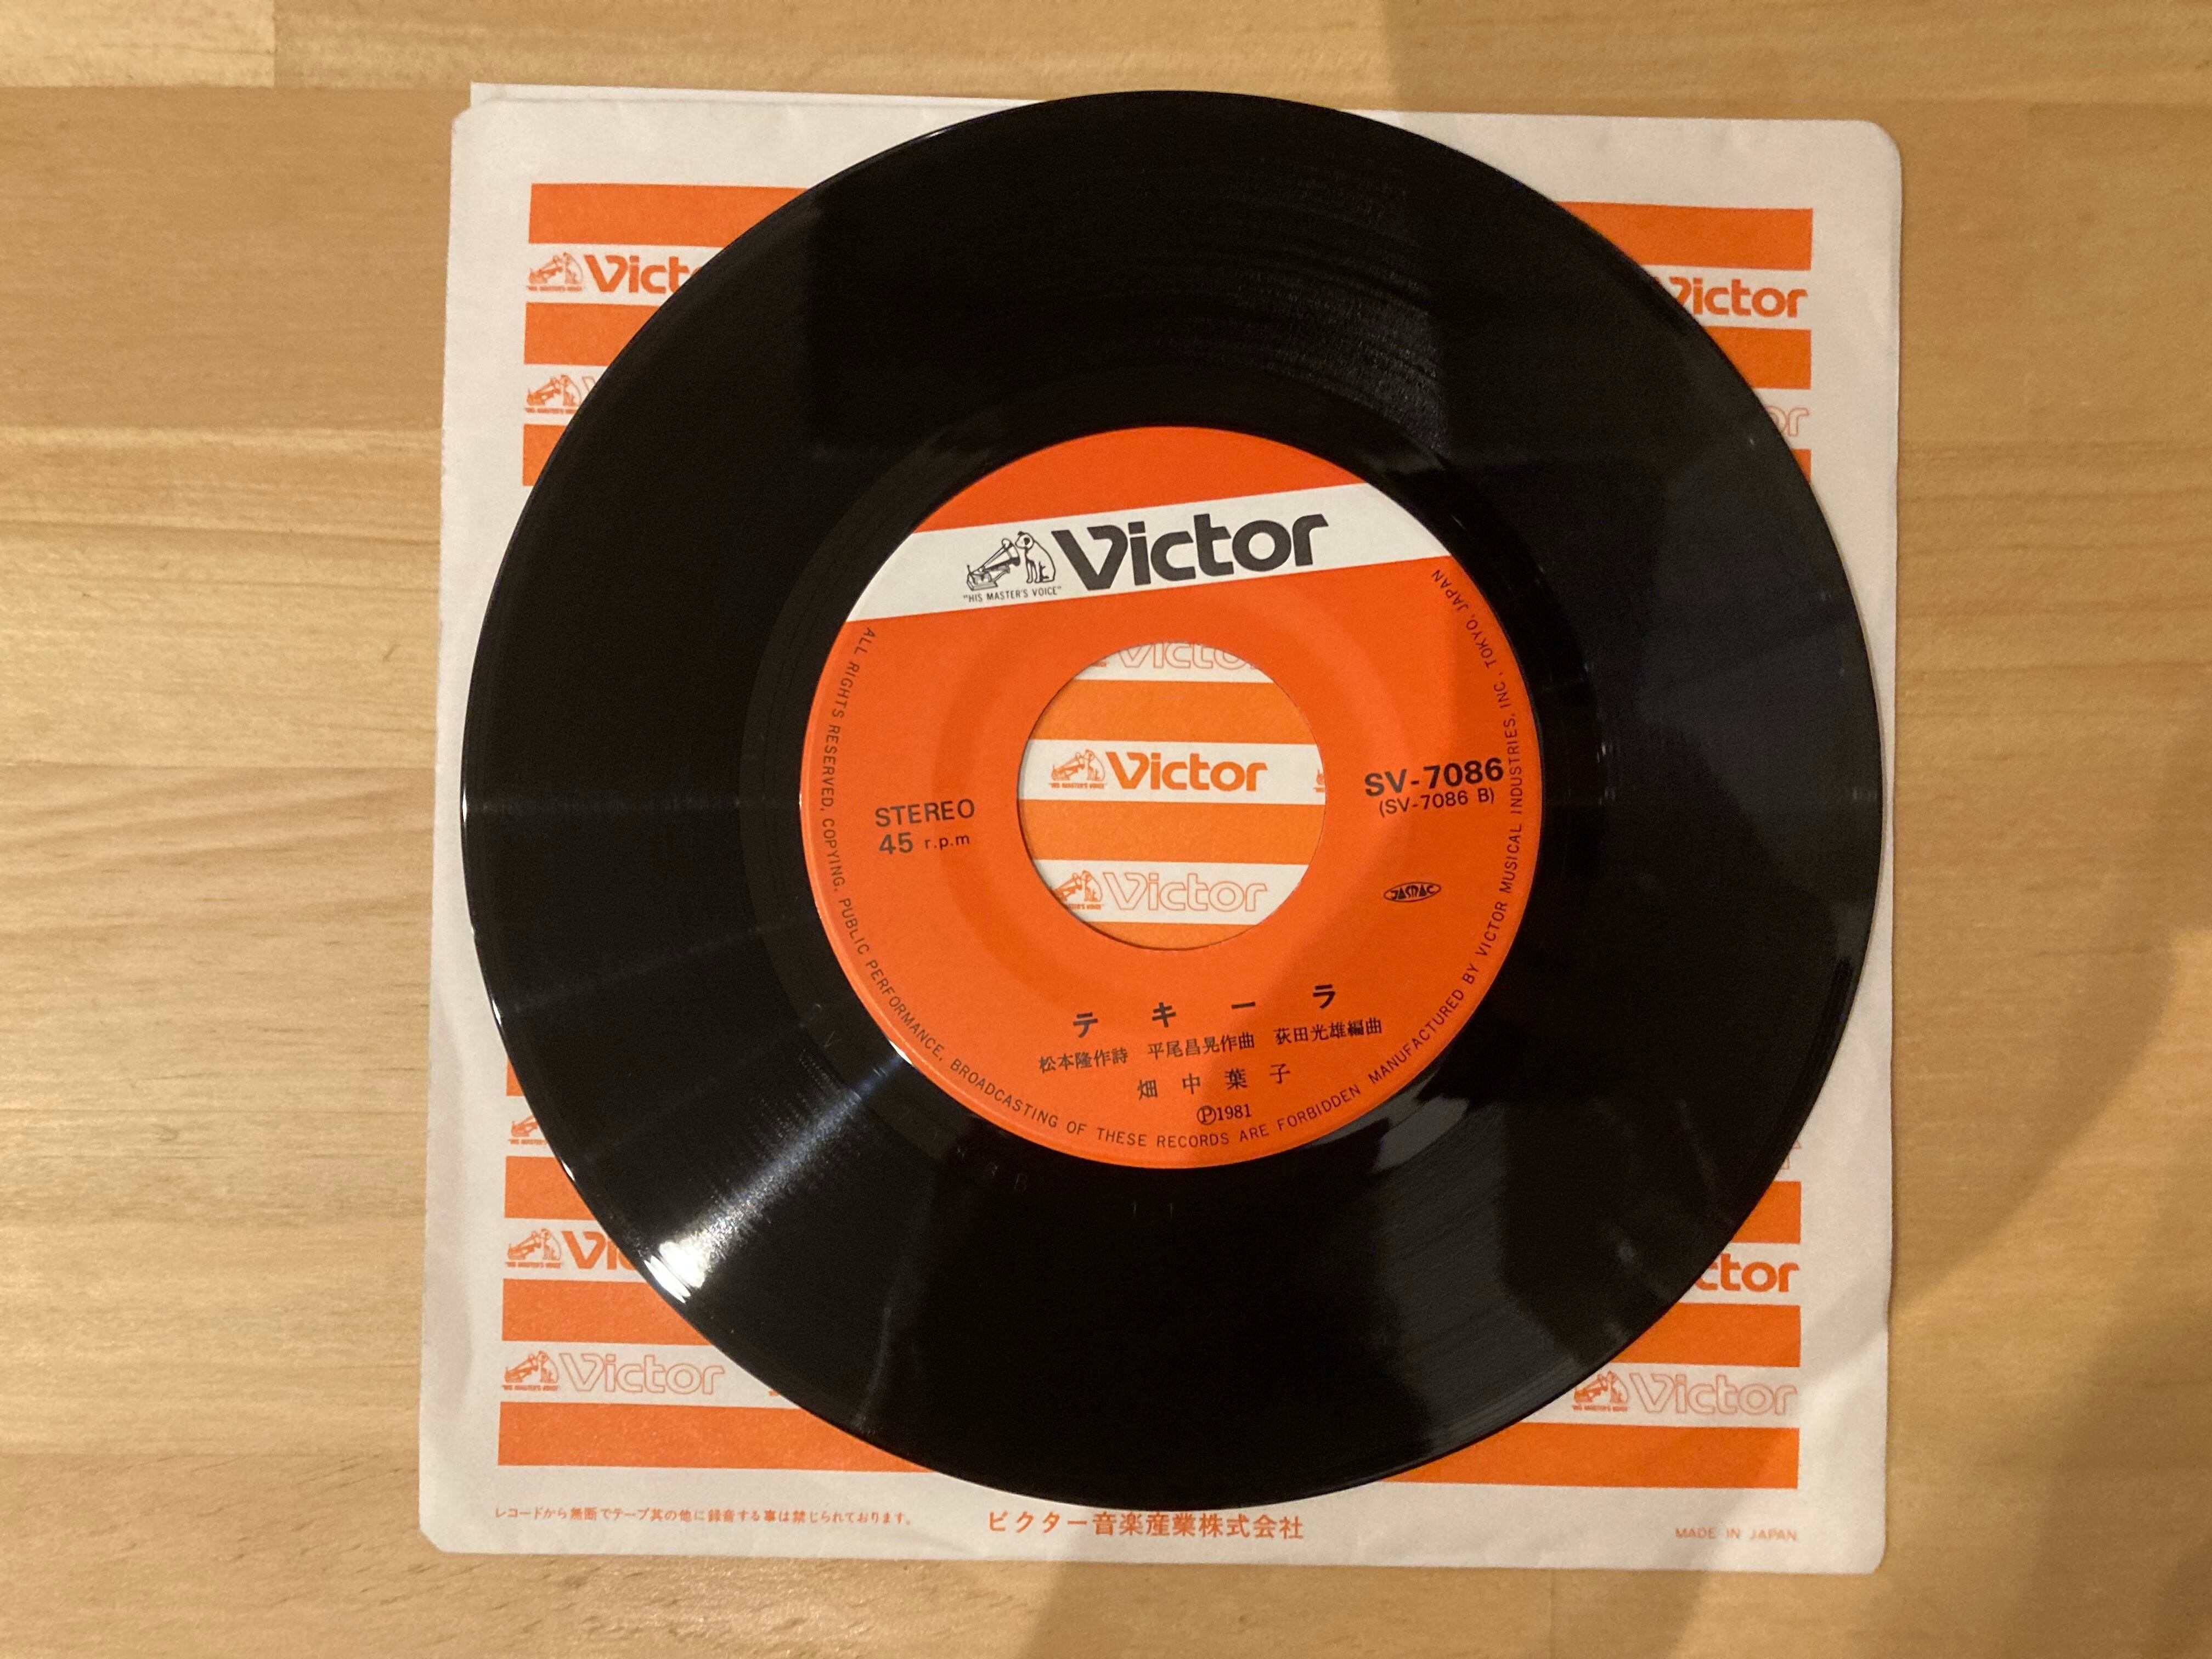 Victor
Victor
"HIS MASTER'S VOICE"
Victor
ALL RIGHTS RESERVED. COPYING, PUBLIC PERFORMANCE, BROADCASTING OF THESE RECORDS ARE FORBIDDEN MANUFACTURED BY VICTOR MUSICAL INDUSTRIES, INC. TOKYO, JAPAN
STEREO
45 r.p.m
SV-7086
(SV-7086 B)
JASRAC
Victor
Victor
テキーラ
松本隆作詩 平尾昌晃作曲 荻田光雄編曲
畑中葉子
Ⓟ1981
Victor
Victor
レコードから無断でテープ其の他に録音する事は禁じられております。
ビクター音楽産業株式会社
MADE IN JAPAN